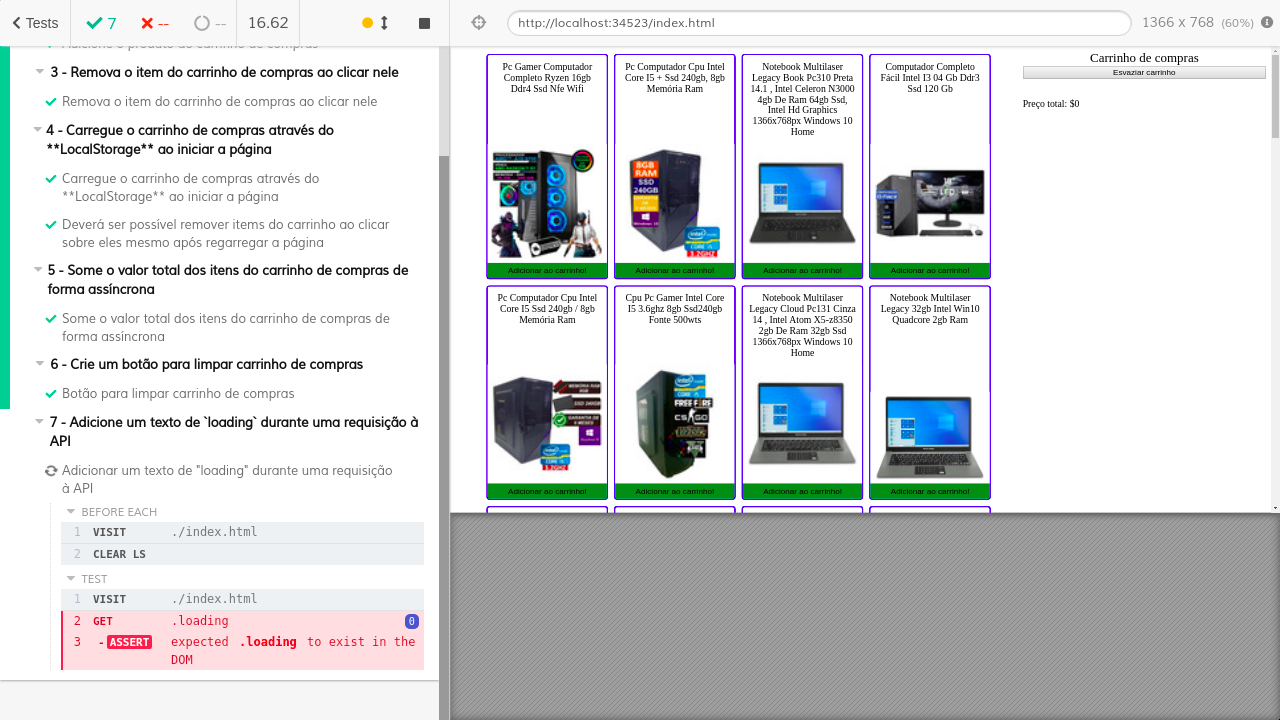 Tests
7
--
--
16.62
http://localhost:34523/index.html
1366 x 768 (60%)
Adicione o produto ao carrinho de compras
3 - Remova o item do carrinho de compras ao clicar nele
Remova o item do carrinho de compras ao clicar nele
4 - Carregue o carrinho de compras através do
**LocalStorage** ao iniciar a página
Carregue o carrinho de compras através do
**LocalStorage** ao iniciar a página
Deverá ser possível remover items do carrinho ao clicar
sobre eles mesmo após regarregar a página
5 - Some o valor total dos itens do carrinho de compras de
forma assíncrona
Some o valor total dos itens do carrinho de compras de
forma assíncrona
6 - Crie um botão para limpar carrinho de compras
Botão para limpar carrinho de compras
7 - Adicione um texto de `loading` durante uma requisição à
API
Adicionar um texto de "loading" durante uma requisição
à API
BEFORE EACH
1 VISIT ./index.html
2 CLEAR LS
TEST
1 VISIT ./index.html
2 GET .loading 0
3 -ASSERT expected .loading to exist in the
DOM
Pc Gamer Computador
Completo Ryzen 16gb
Ddr4 Ssd Nfe Wifi
Adicionar ao carrinho!
Pc Computador Cpu Intel
Core I5 + Ssd 240gb, 8gb
Memória Ram
8GB
RAM
SSD
240GB
3.2GHZ
Adicionar ao carrinho!
Notebook Multilaser
Legacy Book Pc310 Preta
14.1 , Intel Celeron N3000
4gb De Ram 64gb Ssd,
Intel Hd Graphics
1366x768px Windows 10
Home
Adicionar ao carrinho!
Computador Completo
Fácil Intel I3 04 Gb Ddr3
Ssd 120 Gb
Adicionar ao carrinho!
Pc Computador Cpu Intel
Core I5 Ssd 240gb / 8gb
Memória Ram
3.2GHZ
Adicionar ao carrinho!
Cpu Pc Gamer Intel Core
I5 3.6ghz 8gb Ssd240gb
Fonte 500wts
FREE FIRE
CS GO
Adicionar ao carrinho!
Notebook Multilaser
Legacy Cloud Pc131 Cinza
14 , Intel Atom X5-z8350
2gb De Ram 32gb Ssd
1366x768px Windows 10
Home
Adicionar ao carrinho!
Notebook Multilaser
Legacy 32gb Intel Win10
Quadcore 2gb Ram
Adicionar ao carrinho!
Carrinho de compras
Esvaziar carrinho
Preço total: $0